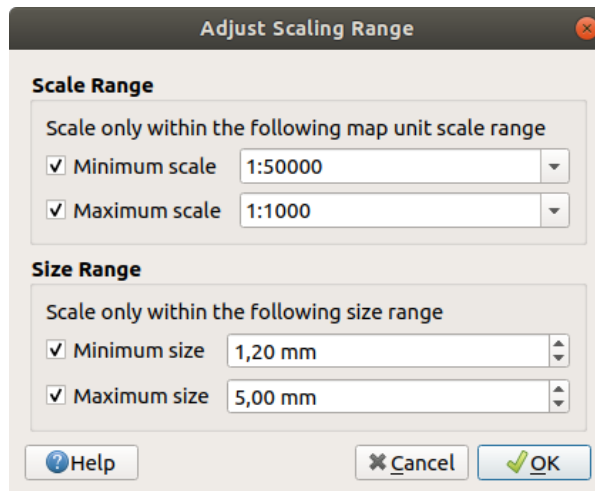 Adjust Scaling Range
Scale Range
Scale only within the following map unit scale range
Minimum scale 1:50000
Maximum scale 1:1000
Size Range
Scale only within the following size range
Minimum size 1,20 mm
Maximum size 5,00 mm
Help Cancel OK